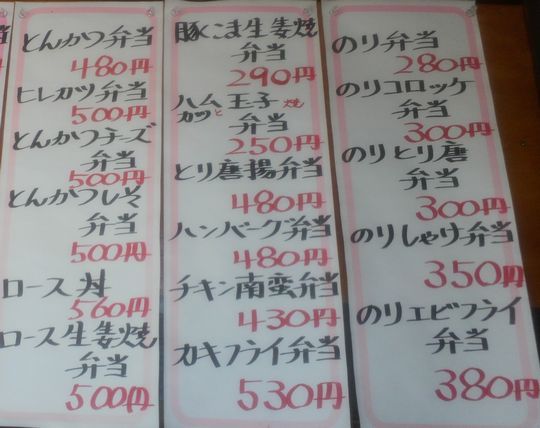 とんかつ弁当
480円
ヒレカツ弁当
500円
とんかつチーズ
弁当
500円
とんかつしそ
弁当
500円
ロース丼
560円
ロース生姜焼
弁当
500円
豚こま生姜焼
弁当
290円
ハム玉子焼
カツと弁当
250円
とり唐揚弁当
480円
ハンバーグ弁当
480円
チキン南蛮弁当
430円
カキフライ弁当
530円
のり弁当
280円
のりコロッケ
弁当
300円
のりとり唐
弁当
300円
のりしゃけ弁当
350円
のりエビフライ
弁当
380円